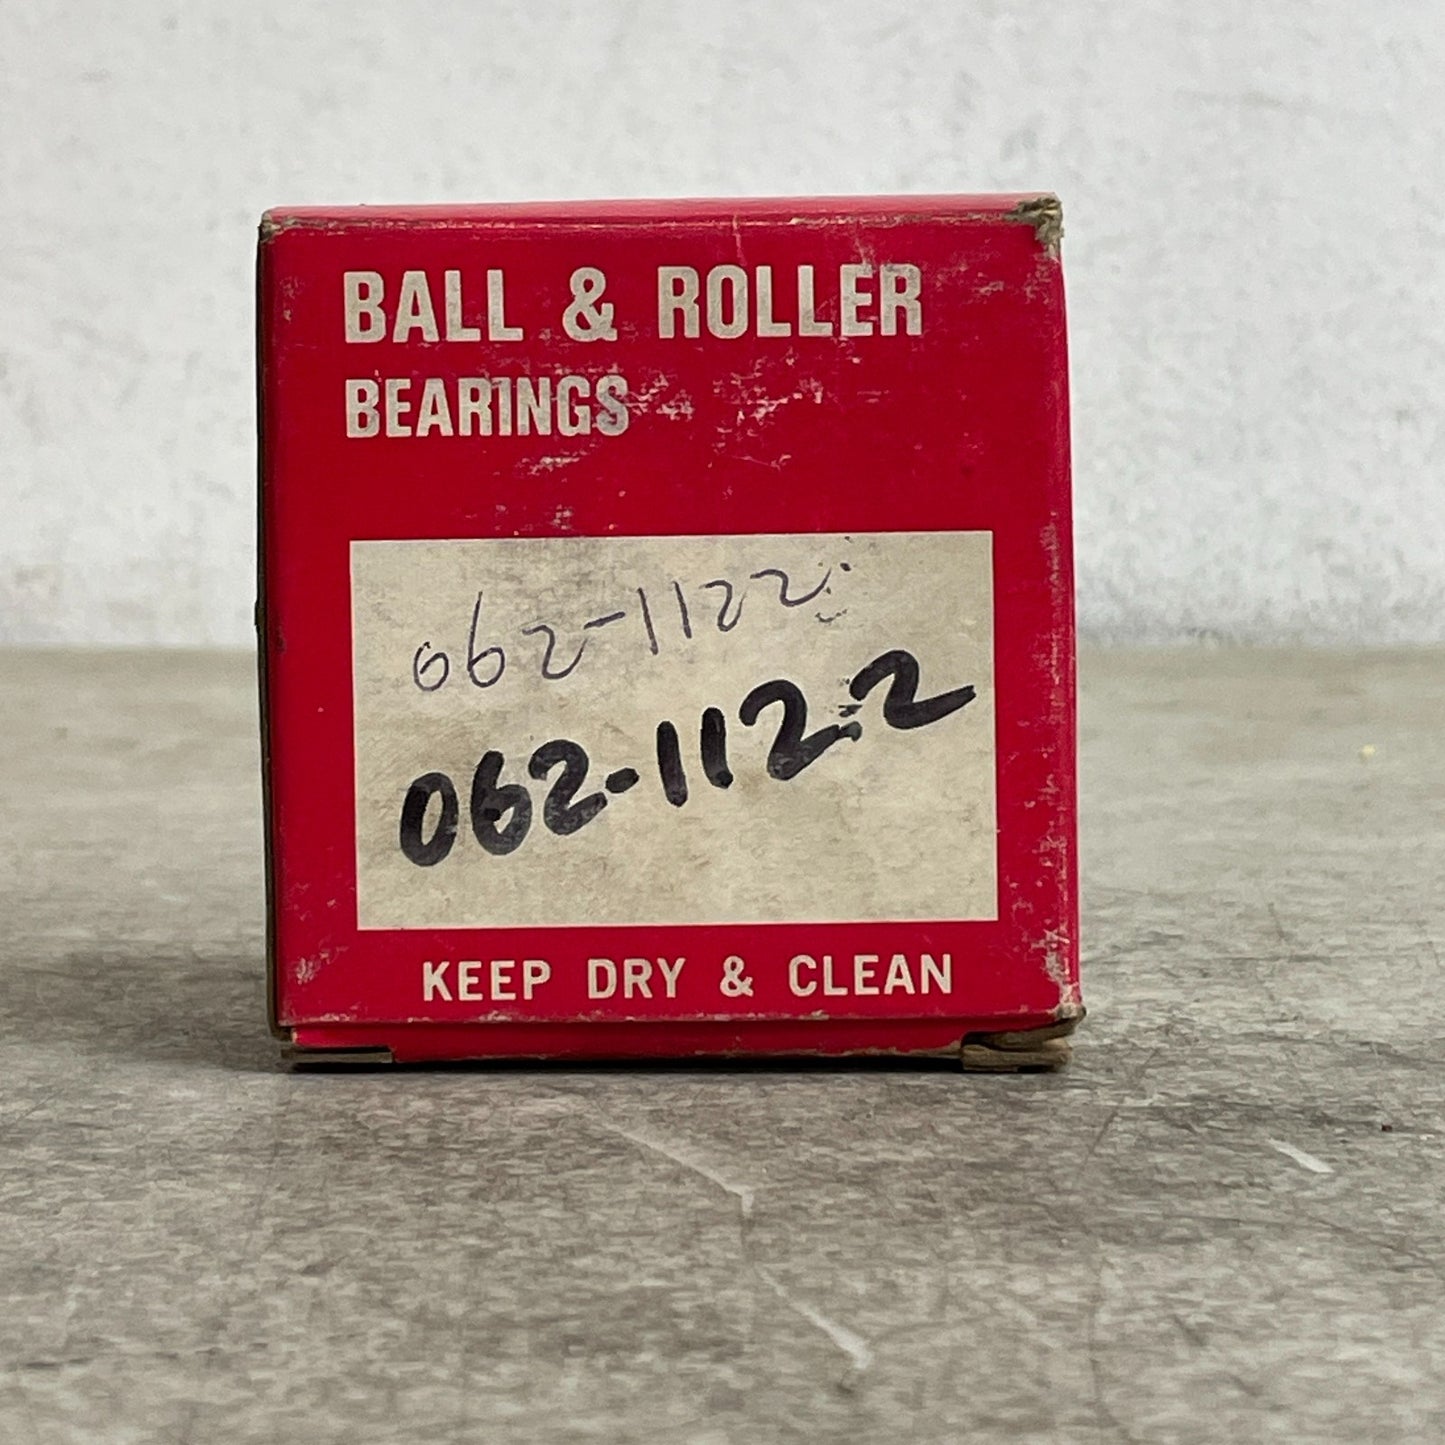 BALL & ROLLER
BEARINGS
062-1122
062-1122
KEEP DRY & CLEAN